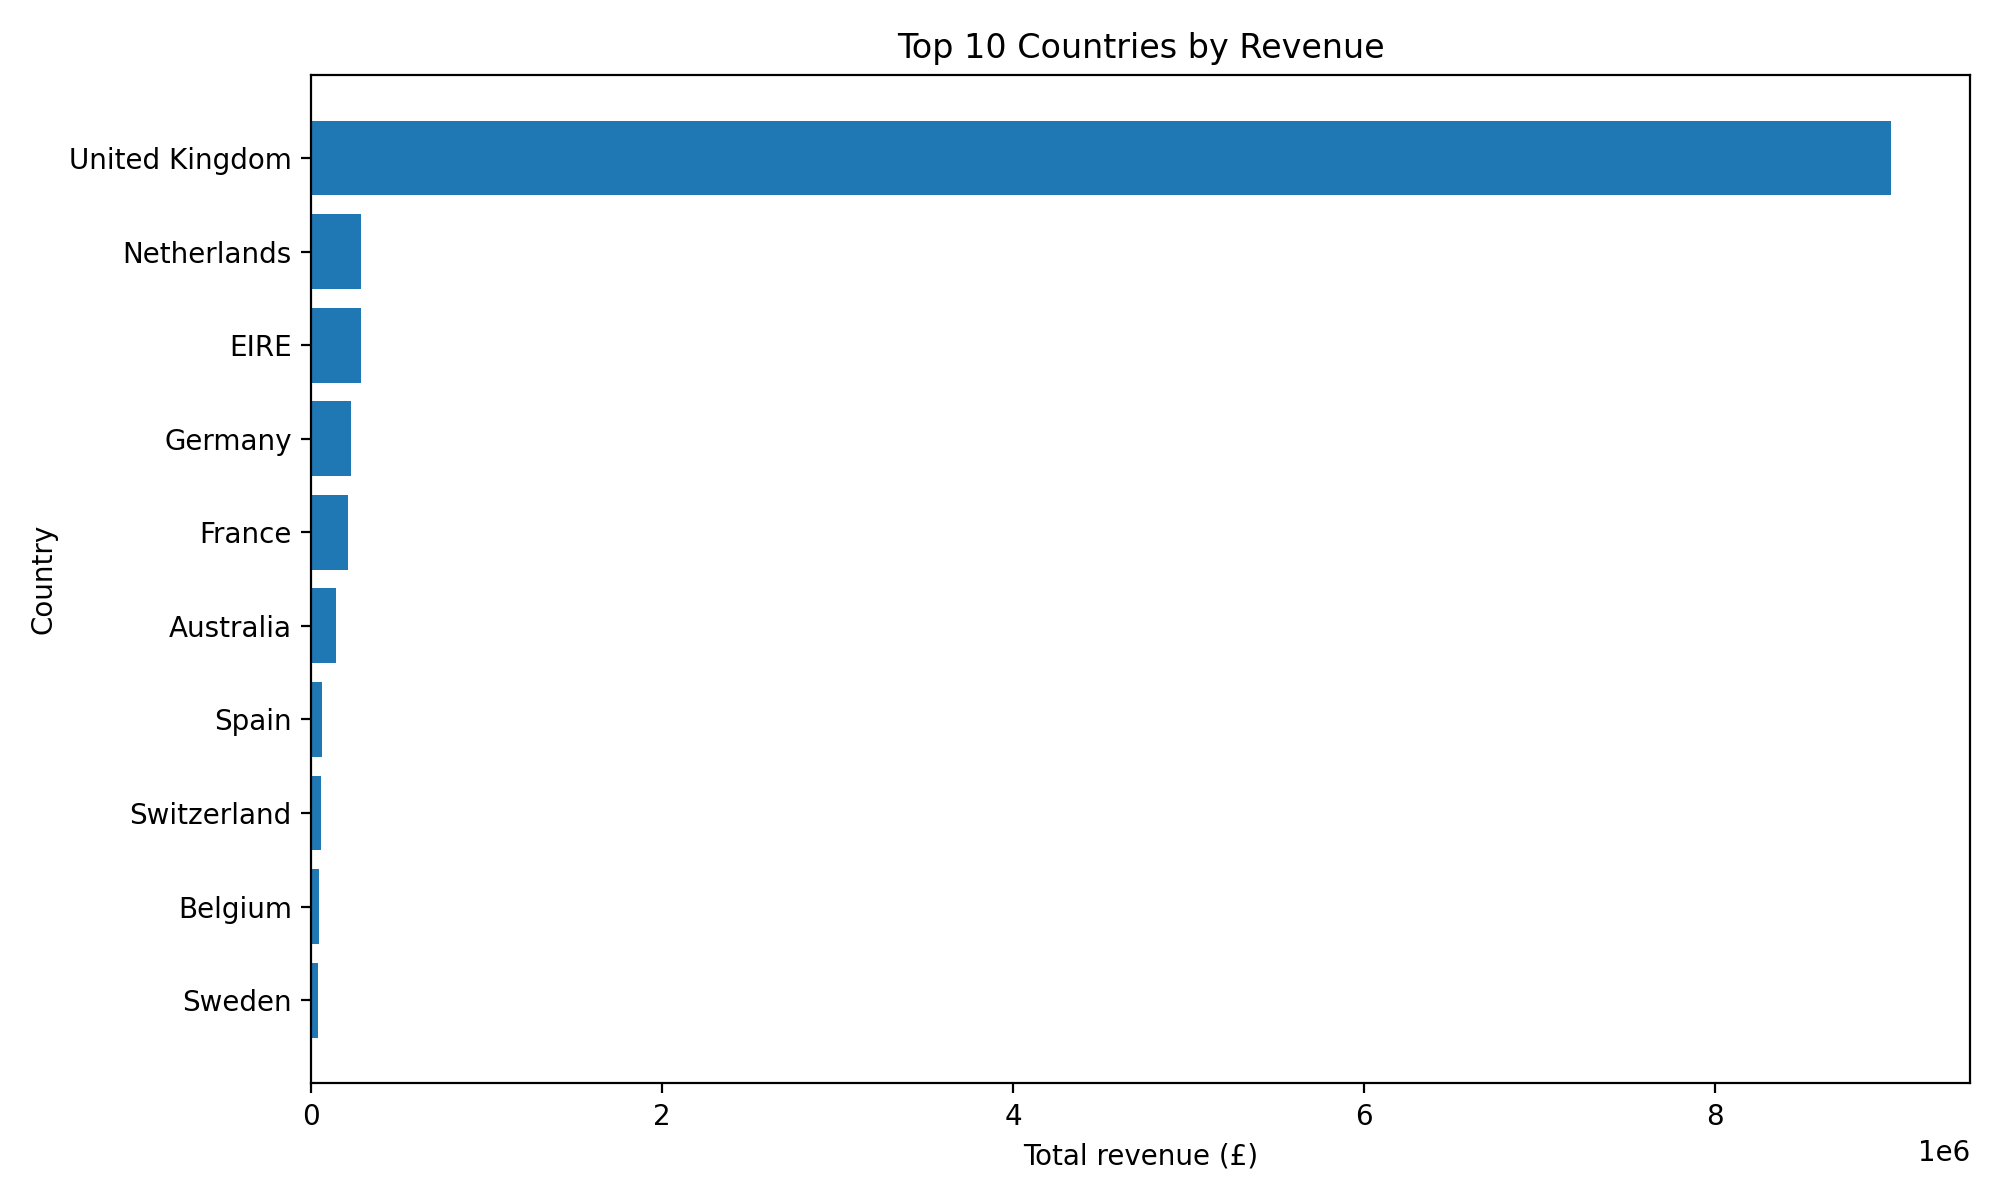 Top 10 Countries by Revenue
United Kingdom
Netherlands
EIRE
Germany
France
Australia
Spain
Switzerland
Belgium
Sweden
Country
0 2 4 6 8
Total revenue (£)
1e6